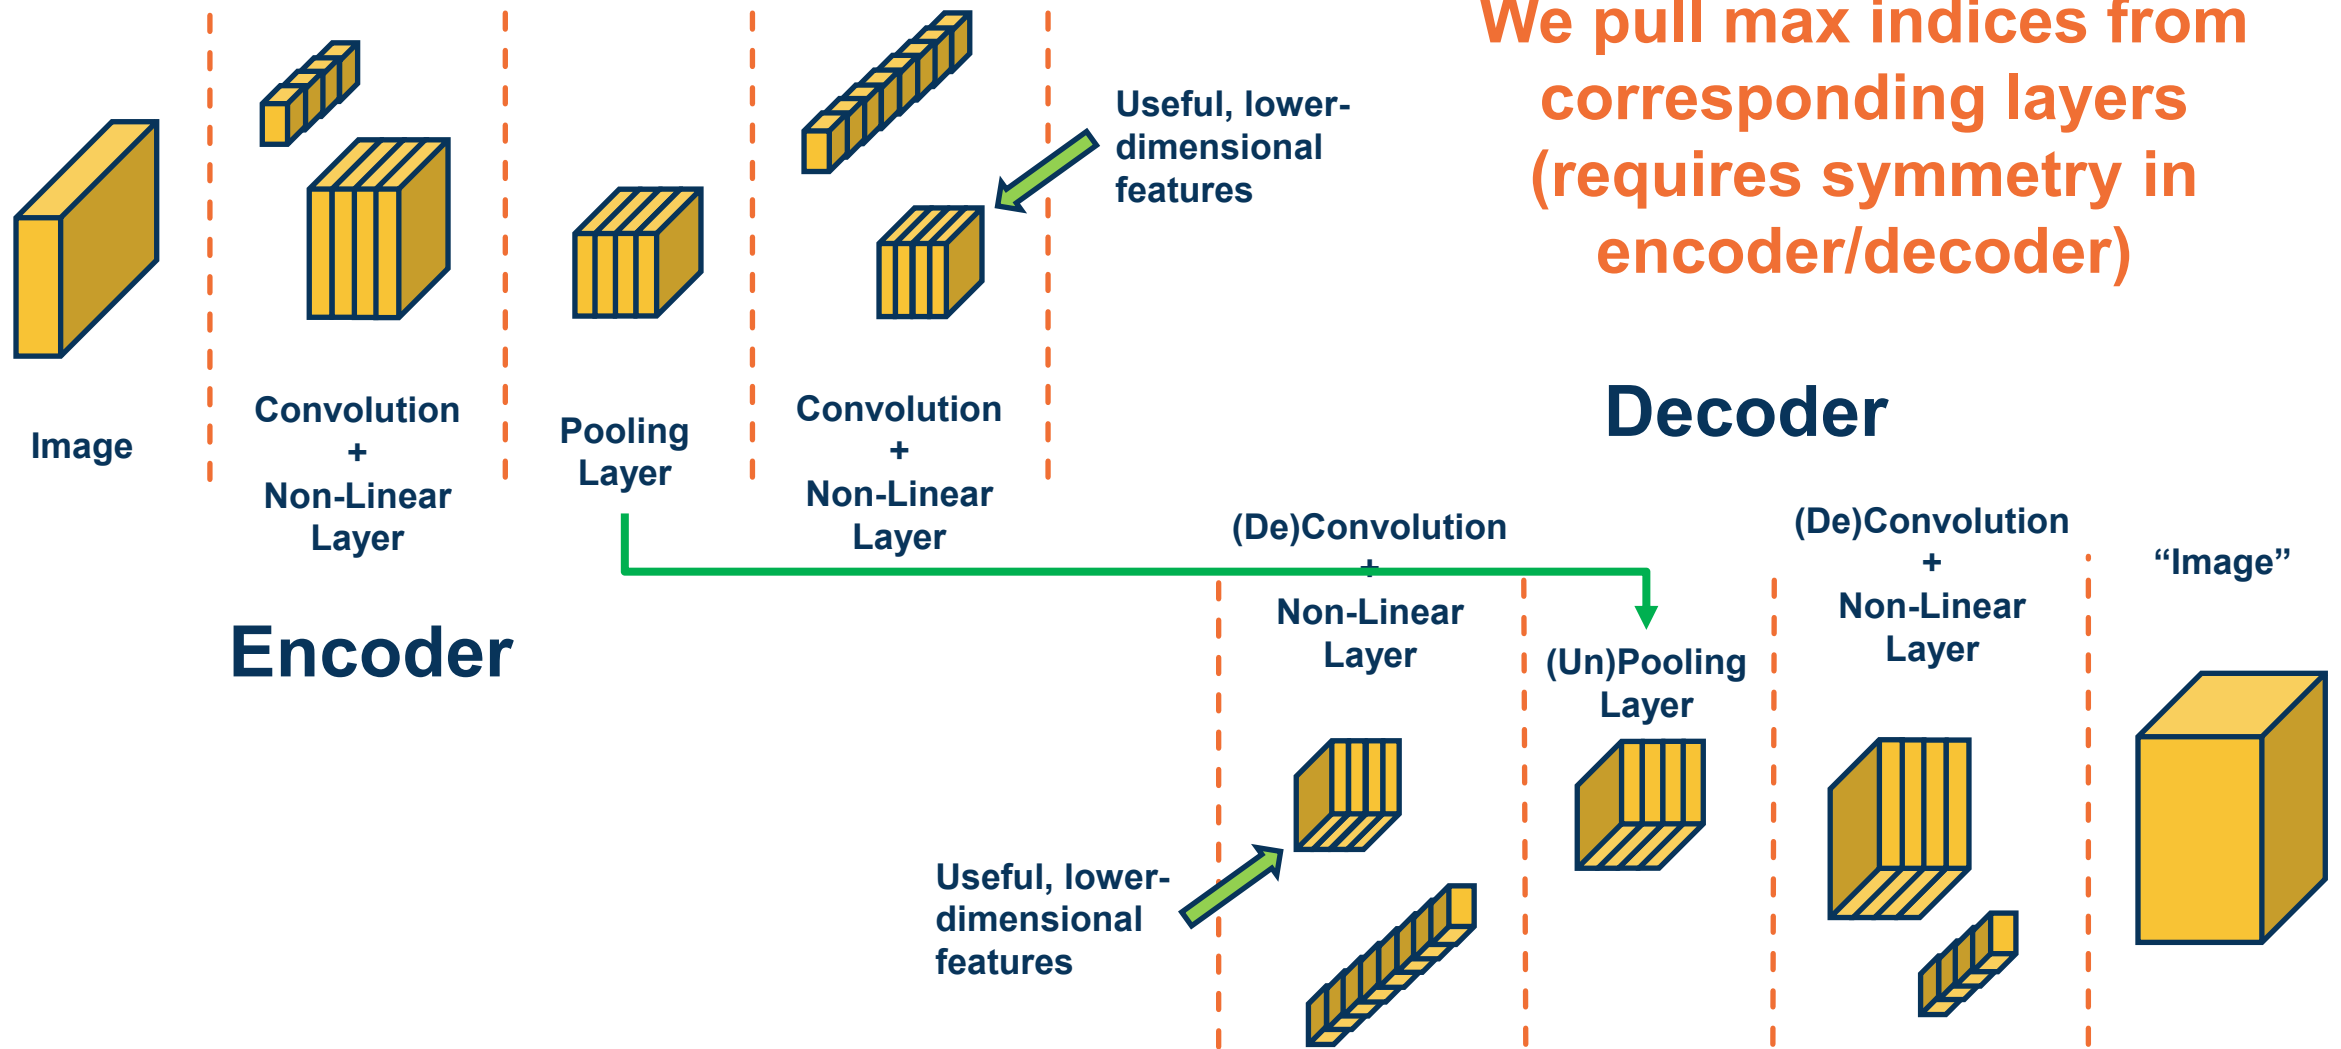 We pull max indices from
corresponding layers
(requires symmetry in
encoder/decoder)
Useful, lower-
dimensional
features
Image
Convolution
+
Non-Linear
Layer
Pooling
Layer
Convolution
+
Non-Linear
Layer
Encoder
Decoder
(De)Convolution
+
Non-Linear
Layer
(Un)Pooling
Layer
(De)Convolution
+
Non-Linear
Layer
“Image”
Useful, lower-
dimensional
features